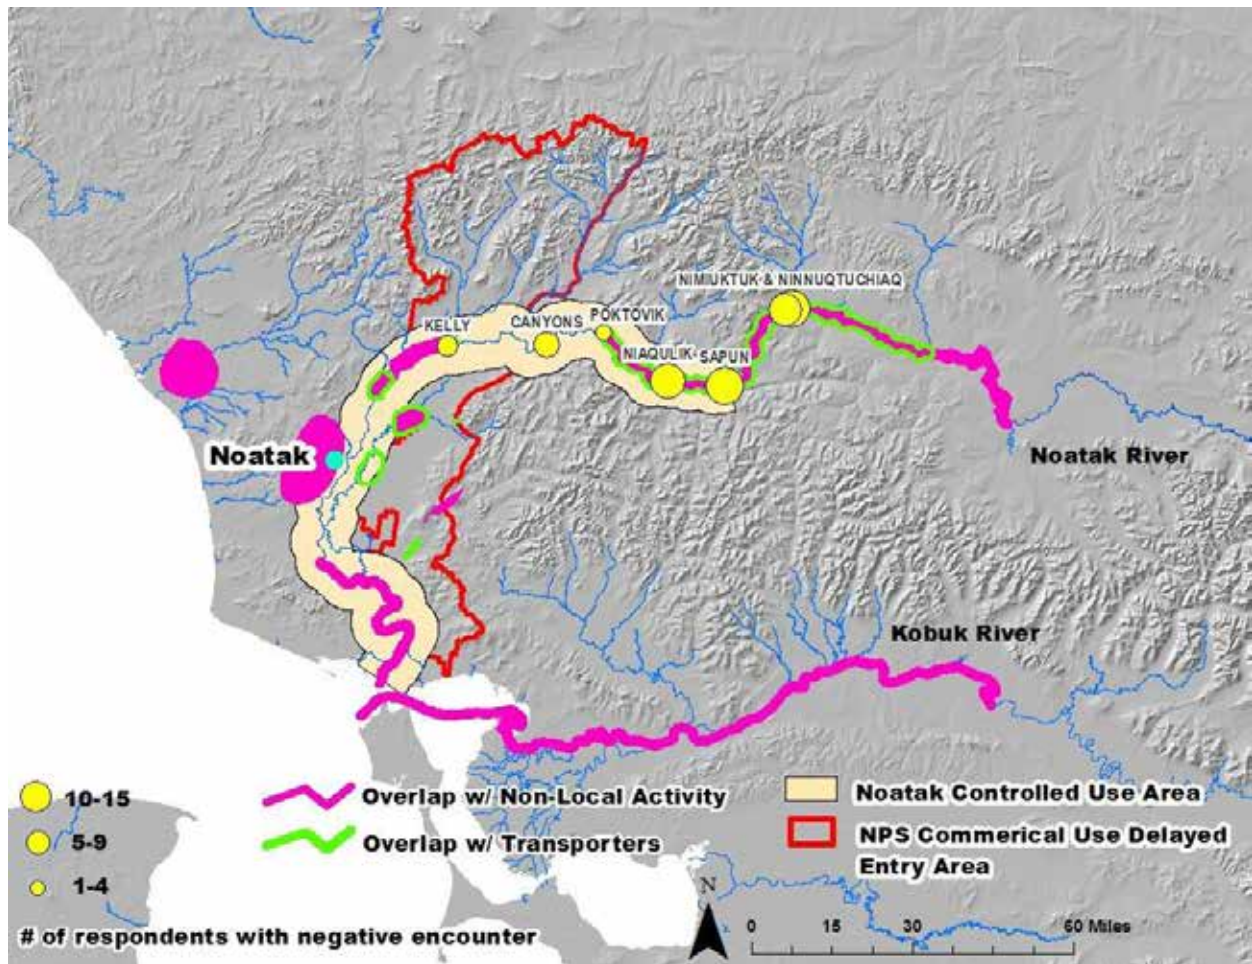 NIMIUKTUK & NINNUQTUCHIAQ
KELLY
CANYONS
POKTOVIK
NIAQULIK
SAPUN
Noatak
Noatak River
Kobuk River
10-15
5-9
1-4
# of respondents with negative encounter
Overlap w/ Non-Local Activity
Overlap w/ Transporters
Noatak Controlled Use Area
NPS Commerical Use Delayed
Entry Area
N
0 15 30 60 Miles